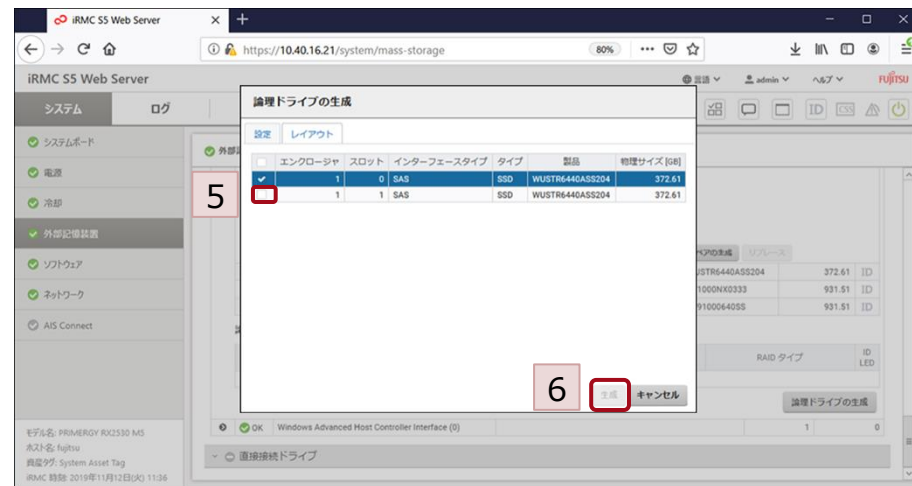 iRMC S5 Web Server
https://10.40.16.21/system/mass-storage
80%
iRMC S5 Web Server
言語
admin
ヘルプ
FUJITSU
システム
ログ
ID
CSS
システムボード
電源
冷却
外部記憶装置
ソフトウェア
ネットワーク
AIS Connect
論理ドライブの生成
設定
レイアウト
エンクロージャ スロット インターフェースタイプ タイプ 製品 物理サイズ [GB]
1 0 SAS SSD WUSTR6440ASS204 372.61
1 1 SAS SSD WUSTR6440ASS204 372.61
5
6
生成
キャンセル
アの生成
リプレース
USTR6440ASS204 372.61 ID
1000NX0333 931.51 ID
91000640SS 931.51 ID
RAID タイプ
ID
LED
論理ドライブの生成
OK Windows Advanced Host Controller Interface (0) 1 0
直接接続ドライブ
モデル名: PRIMERGY RX2530 M5
ホスト名: fujitsu
資産タグ: System Asset Tag
iRMC 時刻: 2019年11月12日(火) 11:36